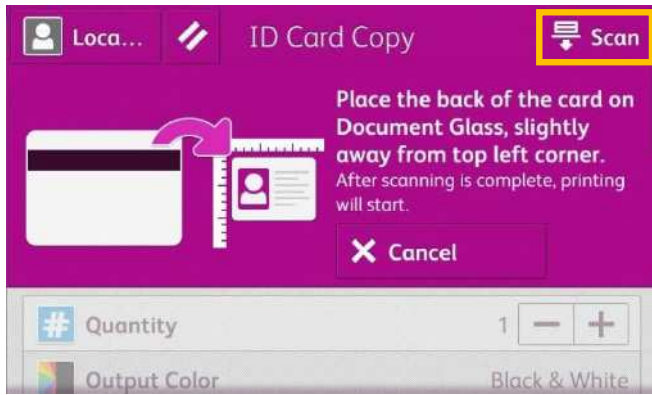 Loca...
ID Card Copy
Scan
Place the back of the card on
Document Glass, slightly
away from top left corner.
After scanning is complete, printing
will start.
Cancel
# Quantity
1
Output Color
Black & White